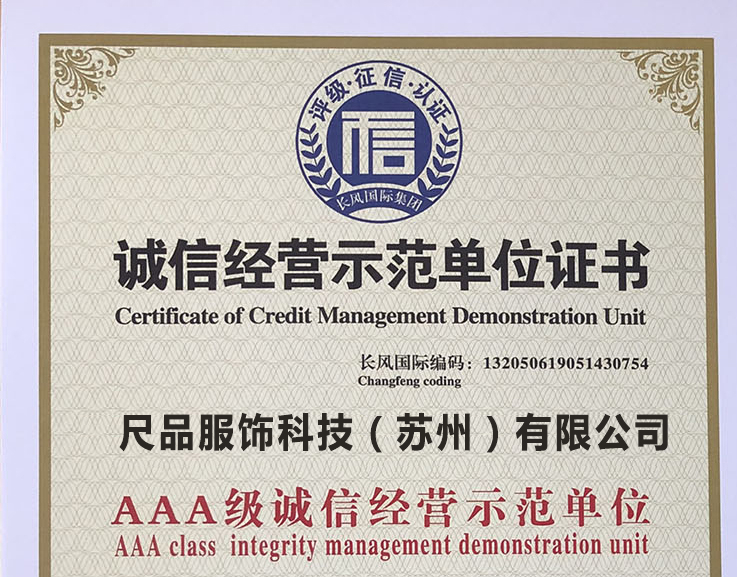 评级·征信·认证
信
长风国际集团
诚信经营示范单位证书
Certificate of Credit Management Demonstration Unit
长风国际编码：132050619051430754
Changfeng coding
尺品服饰科技（苏州）有限公司
AAA级诚信经营示范单位
AAA class integrity management demonstration unit